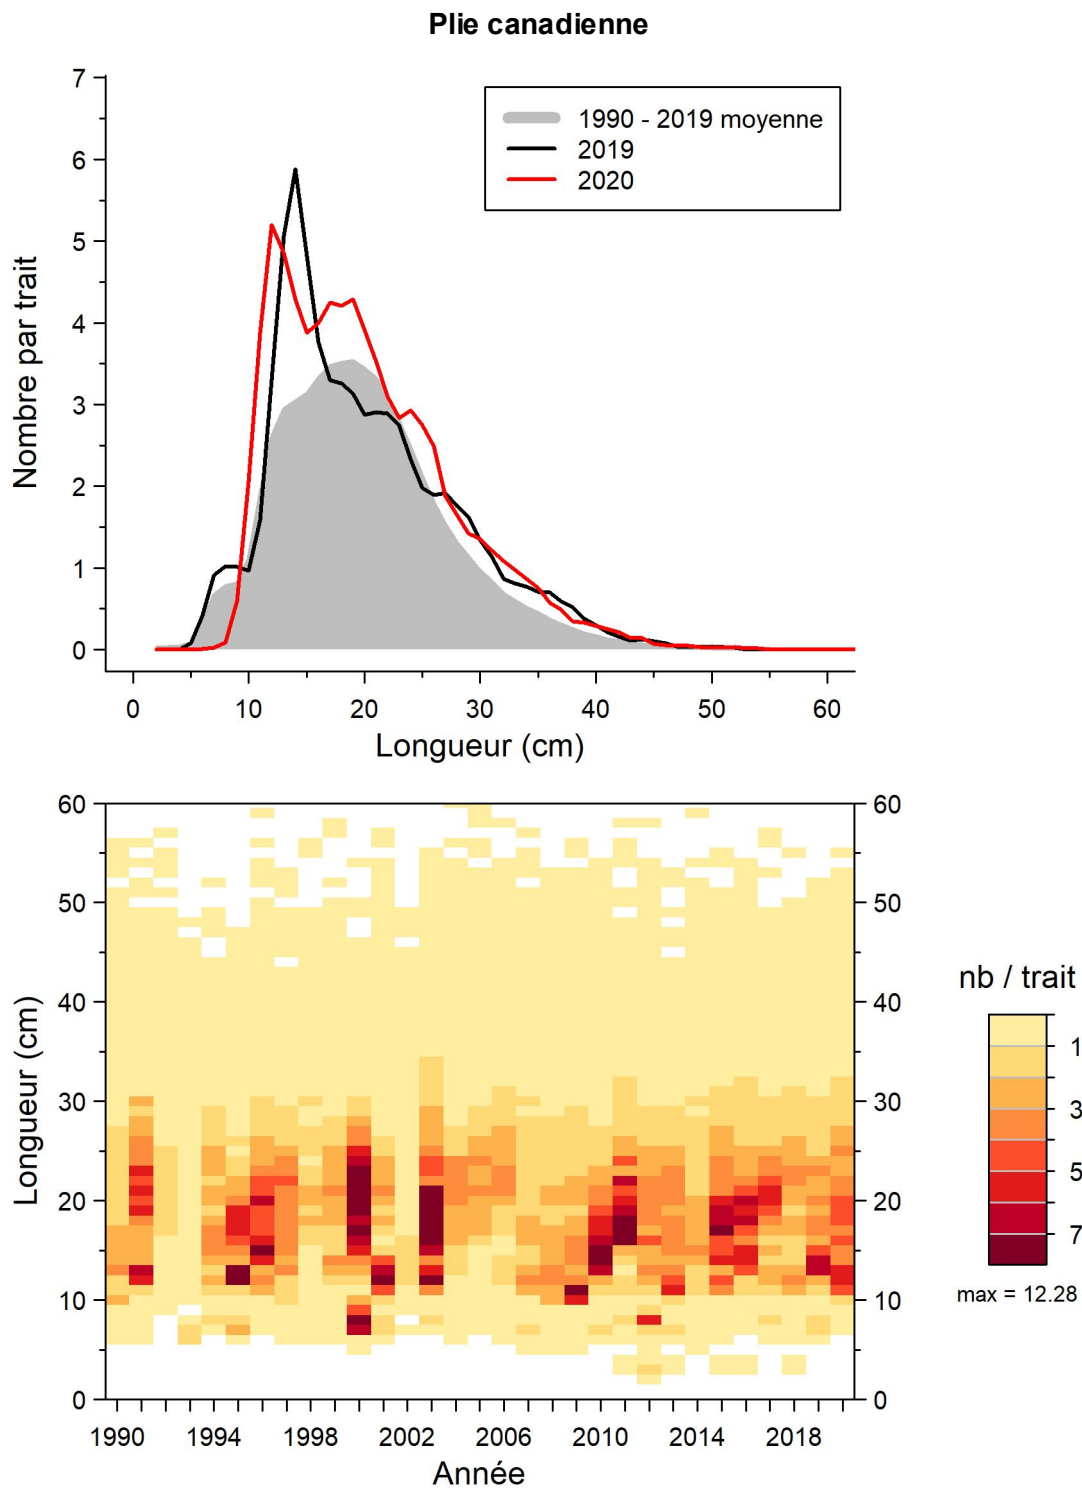 Plie canadienne
7
6
5
4
3
2
1
0
Nombre par trait
1990 - 2019 moyenne
2019
2020
0 10 20 30 40 50 60
Longueur (cm)
60 60
50 50
40 40
30 30
20 20
10 10
0 0
Longueur (cm)
1990 1994 1998 2002 2006 2010 2014 2018
Année
nb / trait
1
3
5
7
max = 12.28